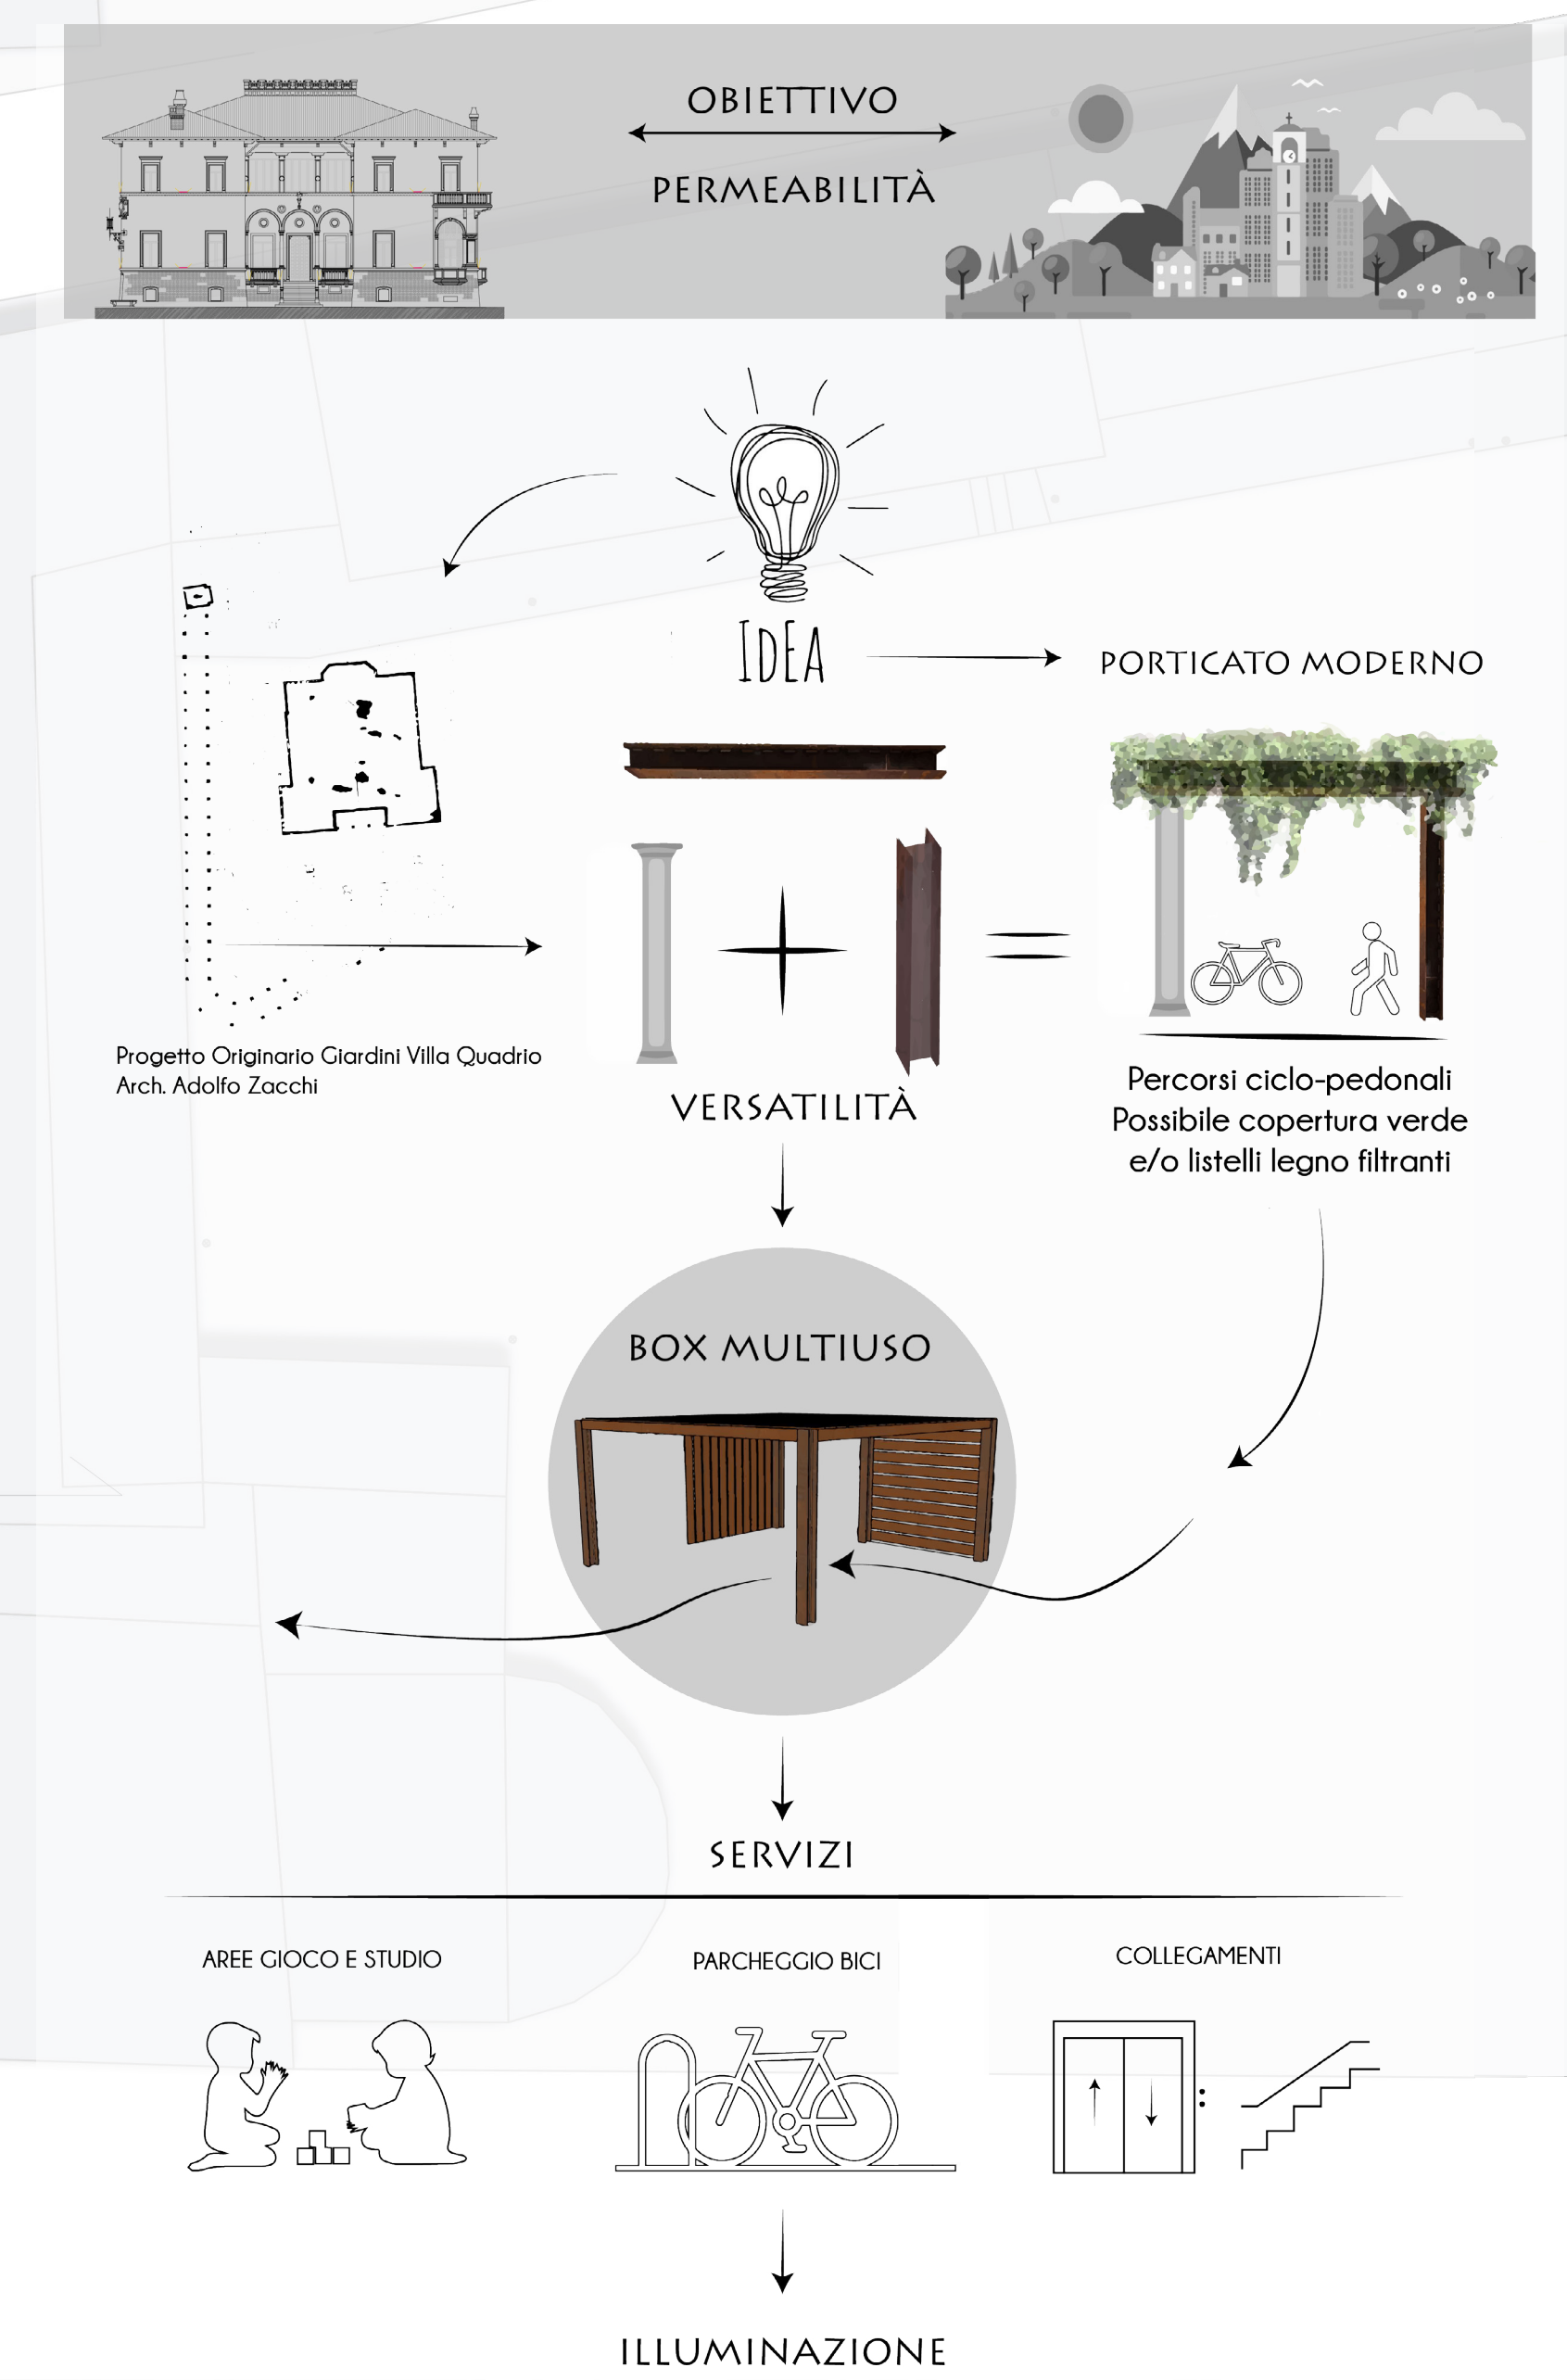 OBIETTIVO
PERMEABILITÀ
IDEA
PORTICATO MODERNO
Progetto Originario Giardini Villa Quadrio
Arch. Adolfo Zacchi
VERSATILITÀ
Percorsi ciclo-pedonali
Possibile copertura verde
e/o listelli legno filtranti
BOX MULTIUSO
SERVIZI
AREE GIOCO E STUDIO
PARCHEGGIO BICI
COLLEGAMENTI
ILLUMINAZIONE